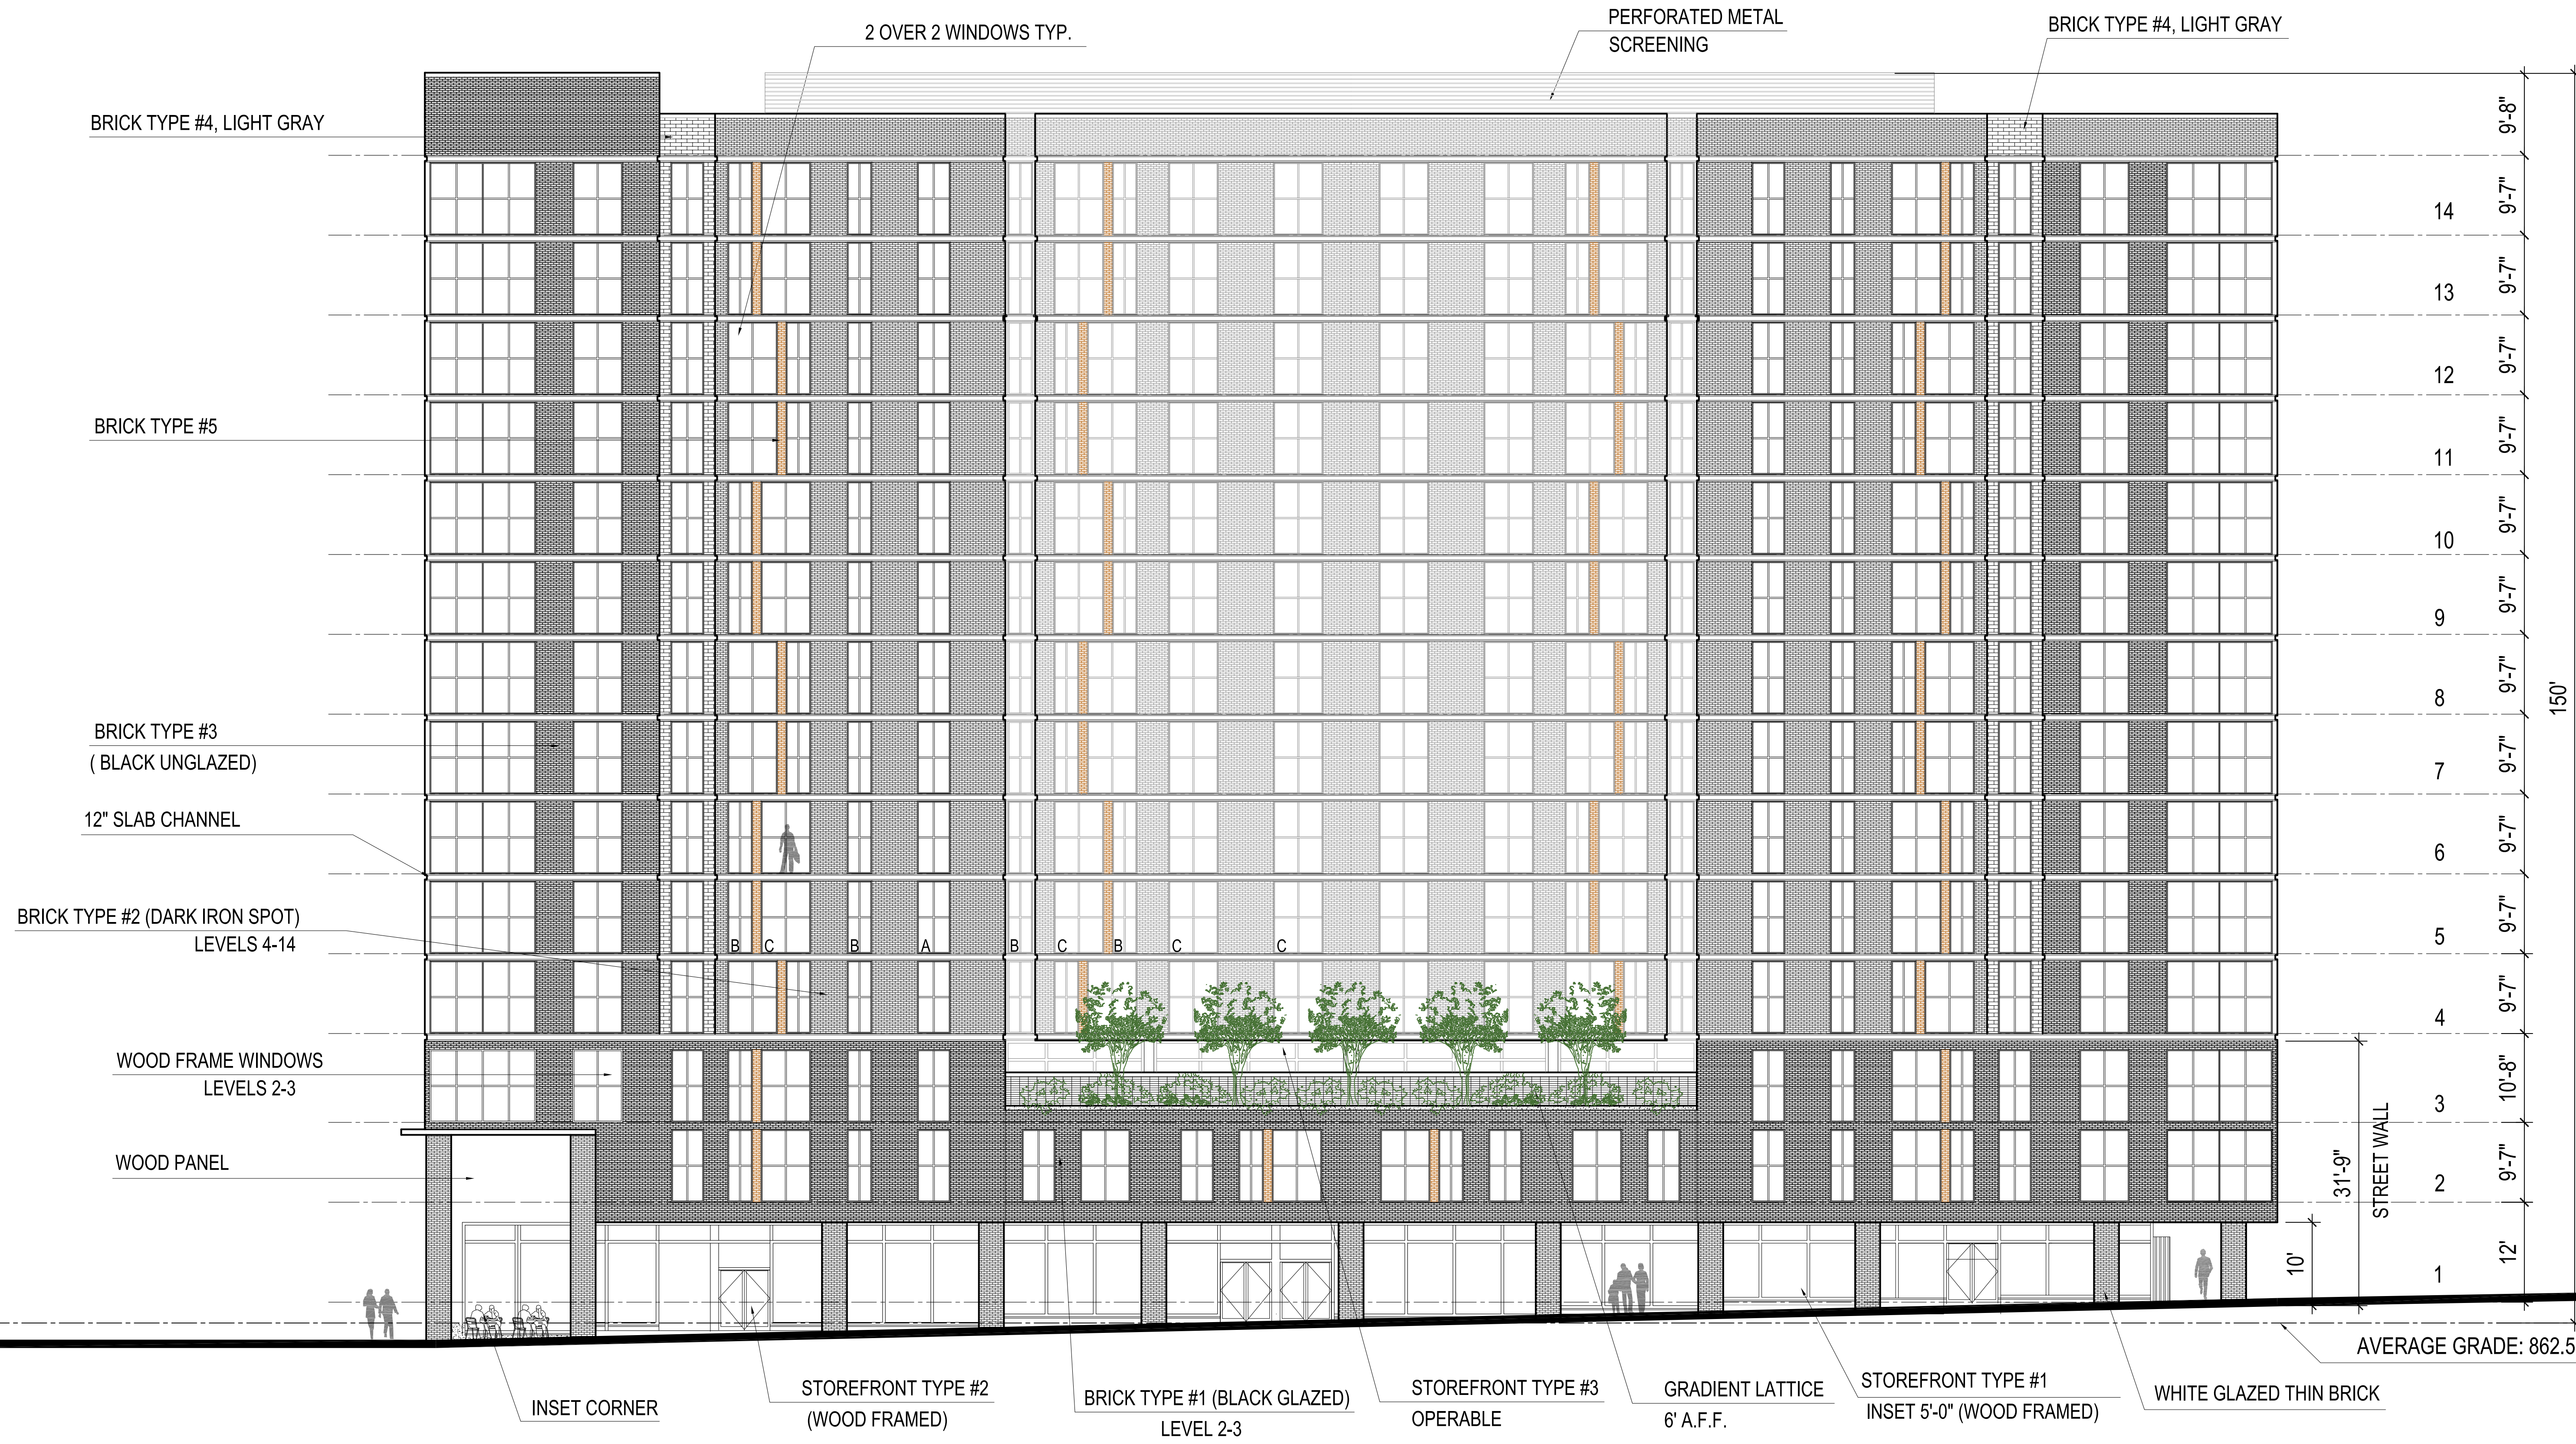 PERFORATED METAL
SCREENING
2 OVER 2 WINDOWS TYP.
BRICK TYPE #4, LIGHT GRAY
BRICK TYPE #4, LIGHT GRAY
BRICK TYPE #5
BRICK TYPE #3
( BLACK UNGLAZED)
12" SLAB CHANNEL
BRICK TYPE #2 (DARK IRON SPOT)
LEVELS 4-14
WOOD FRAME WINDOWS
LEVELS 2-3
WOOD PANEL
B C B A B C B C C
9'-8"
14 9'-7"
13 9'-7"
12 9'-7"
11 9'-7"
10 9'-7"
9 9'-7"
8 9'-7"
7 9'-7"
6 9'-7"
5 9'-7"
4 9'-7"
3 10'-8"
2 9'-7"
1 12'
150'
31'-9"
STREET WALL
10'
AVERAGE GRADE: 862.5
INSET CORNER
STOREFRONT TYPE #2
(WOOD FRAMED)
BRICK TYPE #1 (BLACK GLAZED)
LEVEL 2-3
STOREFRONT TYPE #3
OPERABLE
GRADIENT LATTICE
6' A.F.F.
STOREFRONT TYPE #1
INSET 5'-0" (WOOD FRAMED)
WHITE GLAZED THIN BRICK